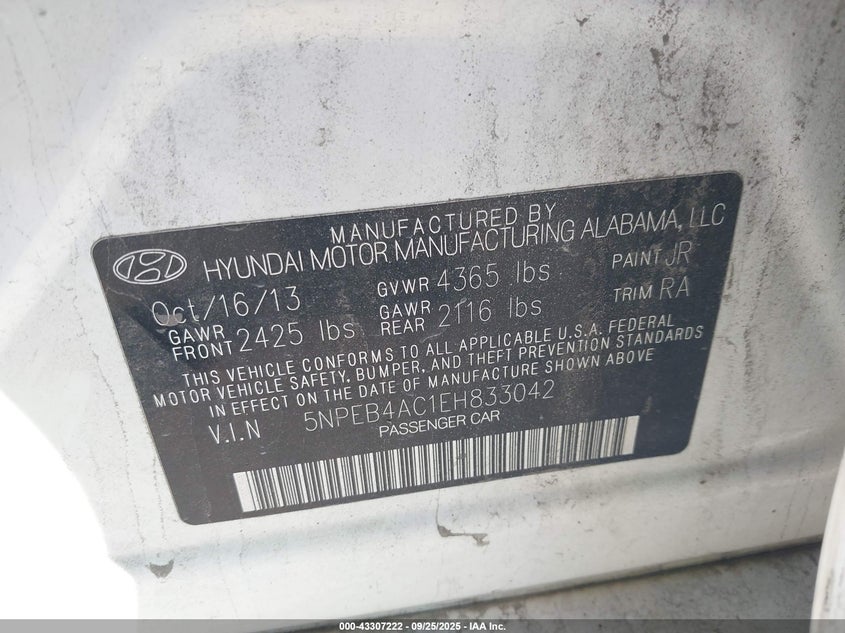 MANUFACTURED BY
HYUNDAI MOTOR MANUFACTURING ALABAMA, LLC
Oct/16/13 GVWR 4365 lbs PAINT JR
GAWR FRONT 2425 lbs GAWR REAR 2116 lbs TRIM RA
THIS VEHICLE CONFORMS TO ALL APPLICABLE U.S.A. FEDERAL
MOTOR VEHICLE SAFETY, BUMPER, AND THEFT PREVENTION STANDARDS
IN EFFECT ON THE DATE OF MANUFACTURE SHOWN ABOVE
V.I.N 5NPEB4AC1EH833042
PASSENGER CAR
000-43307222 - 09/25/2025 - IAA Inc.